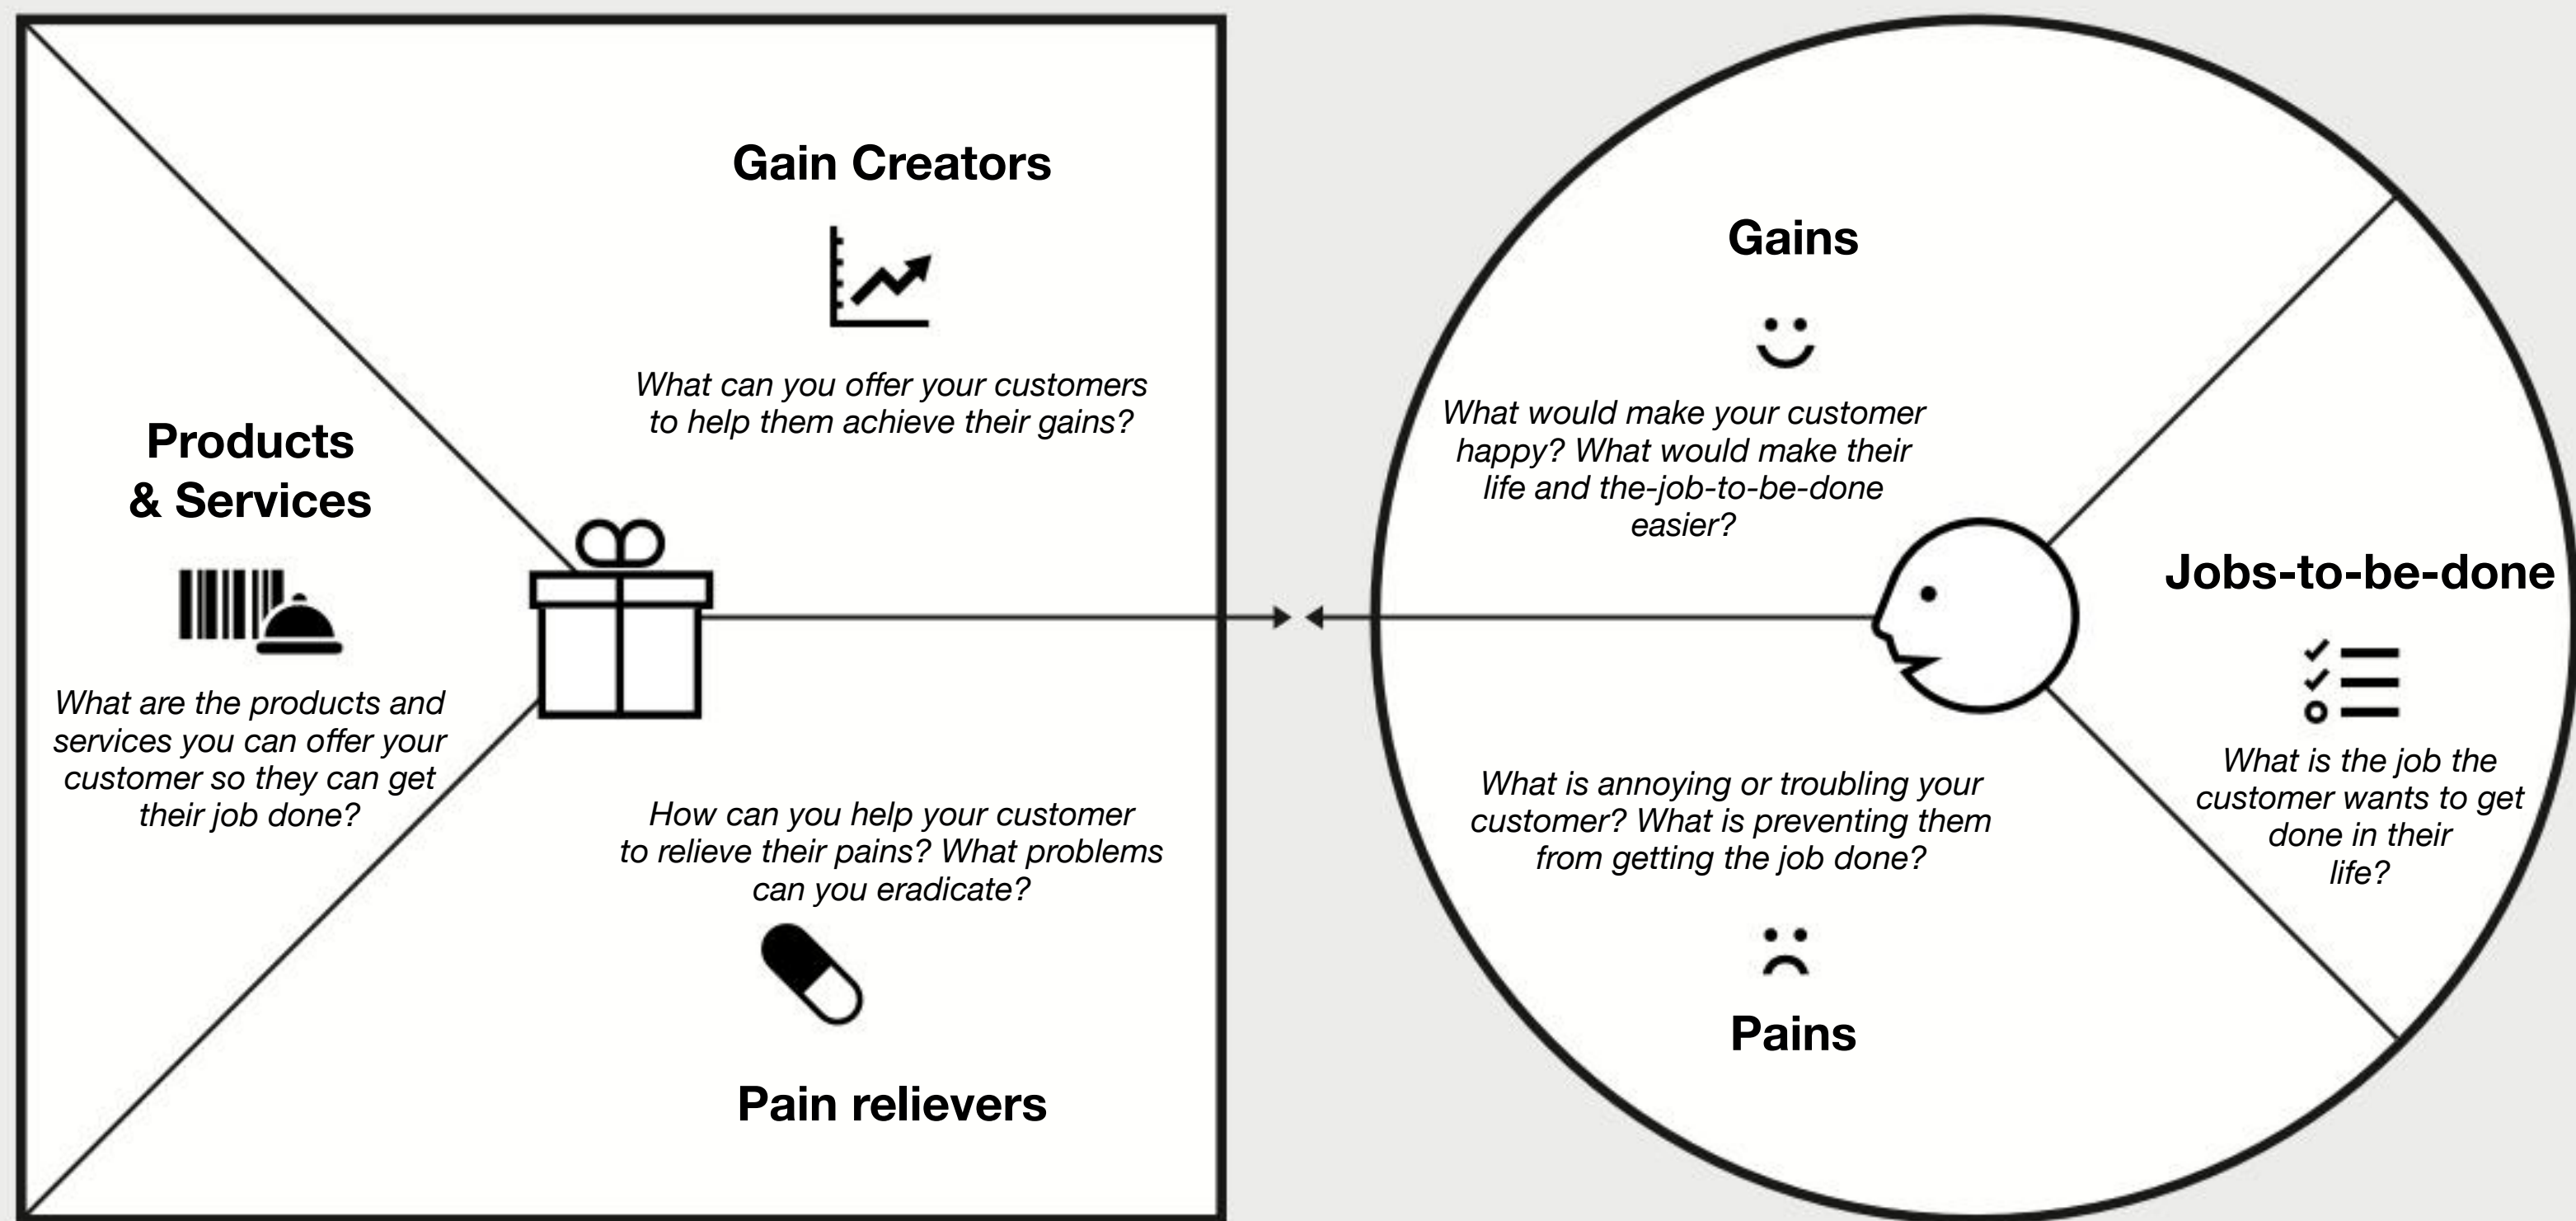 Gain Creators
What can you offer your customers
to help them achieve their gains?
Products
& Services
What are the products and
services you can offer your
customer so they can get
their job done?
How can you help your customer
to relieve their pains? What problems
can you eradicate?
Pain relievers
Gains
What would make your customer
happy? What would make their
life and the-job-to-be-done
easier?
Jobs-to-be-done
What is the job the
customer wants to get
done in their
life?
What is annoying or troubling your
customer? What is preventing them
from getting the job done?
Pains